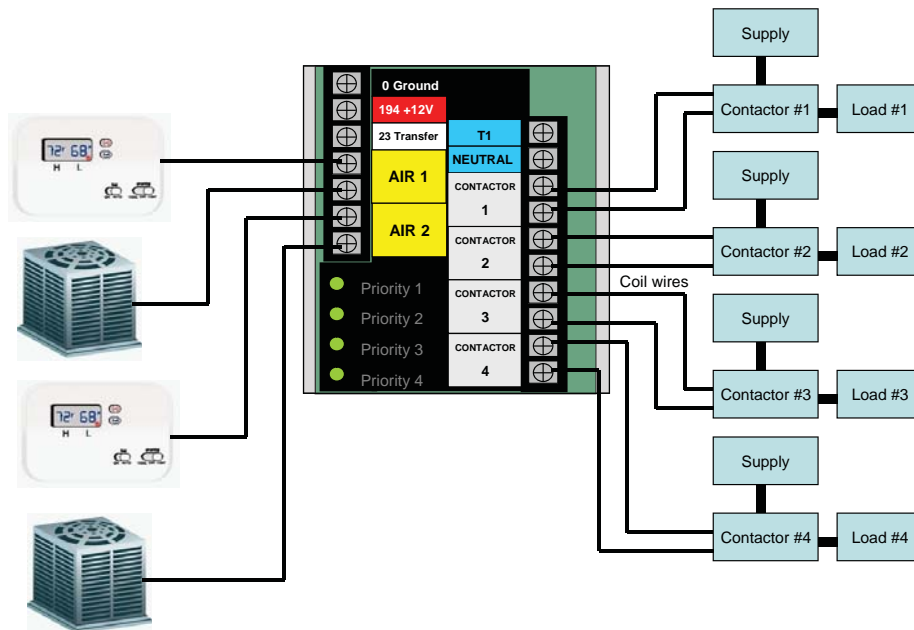 Supply
0 Ground
194 +12V
23 Transfer
T1
NEUTRAL
AIR 1
AIR 2
CONTACTOR
1
CONTACTOR
2
CONTACTOR
3
CONTACTOR
4
Priority 1
Priority 2
Priority 3
Priority 4
Coil wires
Contactor #1
Load #1
Supply
Contactor #2
Load #2
Supply
Contactor #3
Load #3
Supply
Contactor #4
Load #4
72° 68°
H L
72° 68°
H L